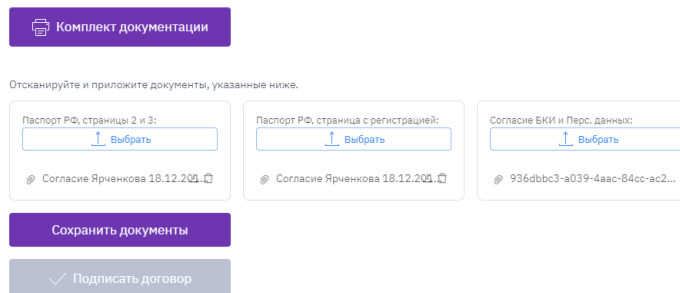 Комплект документации
Отсканируйте и приложите документы, указанные ниже.
Паспорт РФ, страницы 2 и 3:
Выбрать
Согласие Ярченкова 18.12.201...
Паспорт РФ, страница с регистрацией:
Выбрать
Согласие Ярченкова 18.12.201...
Согласие БКИ и Перс. данных:
Выбрать
936dbbc3-a039-4aac-84cc-ac2...
Сохранить документы
Подписать договор